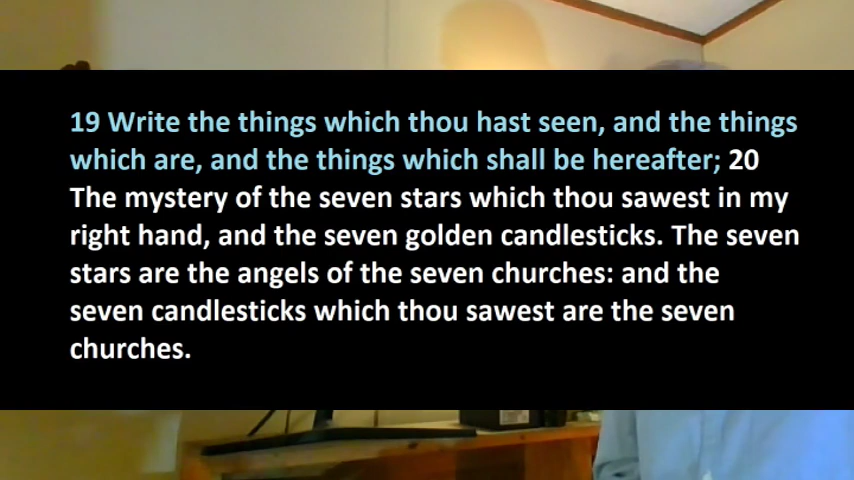 19 Write the things which thou hast seen, and the things
which are, and the things which shall be hereafter; 20
The mystery of the seven stars which thou sawest in my
right hand, and the seven golden candlesticks. The seven
stars are the angels of the seven churches: and the
seven candlesticks which thou sawest are the seven
churches.